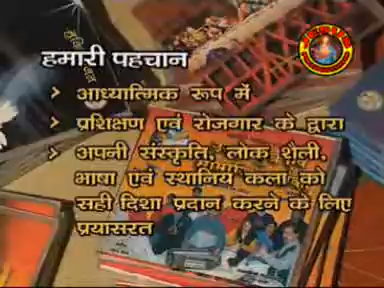 हमारी पहचान
आध्यात्मिक रूप में
प्रशिक्षण एवं रोजगार के द्वारा
अपनी संस्कृति, लोक शैली,
भाषा एवं स्थानिय कला को
सही दिशा प्रदान करने के लिए
प्रयासरत